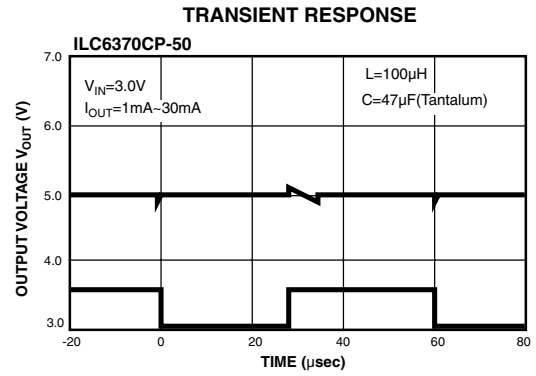 TRANSIENT RESPONSE
ILC6370CP-50
7.0
V_IN=3.0V
I_OUT=1mA~30mA
L=100µH
C=47µF(Tantalum)
6.0
5.0
4.0
3.0
OUTPUT VOLTAGE V_OUT (V)
-20 0 20 40 60 80
TIME (µsec)